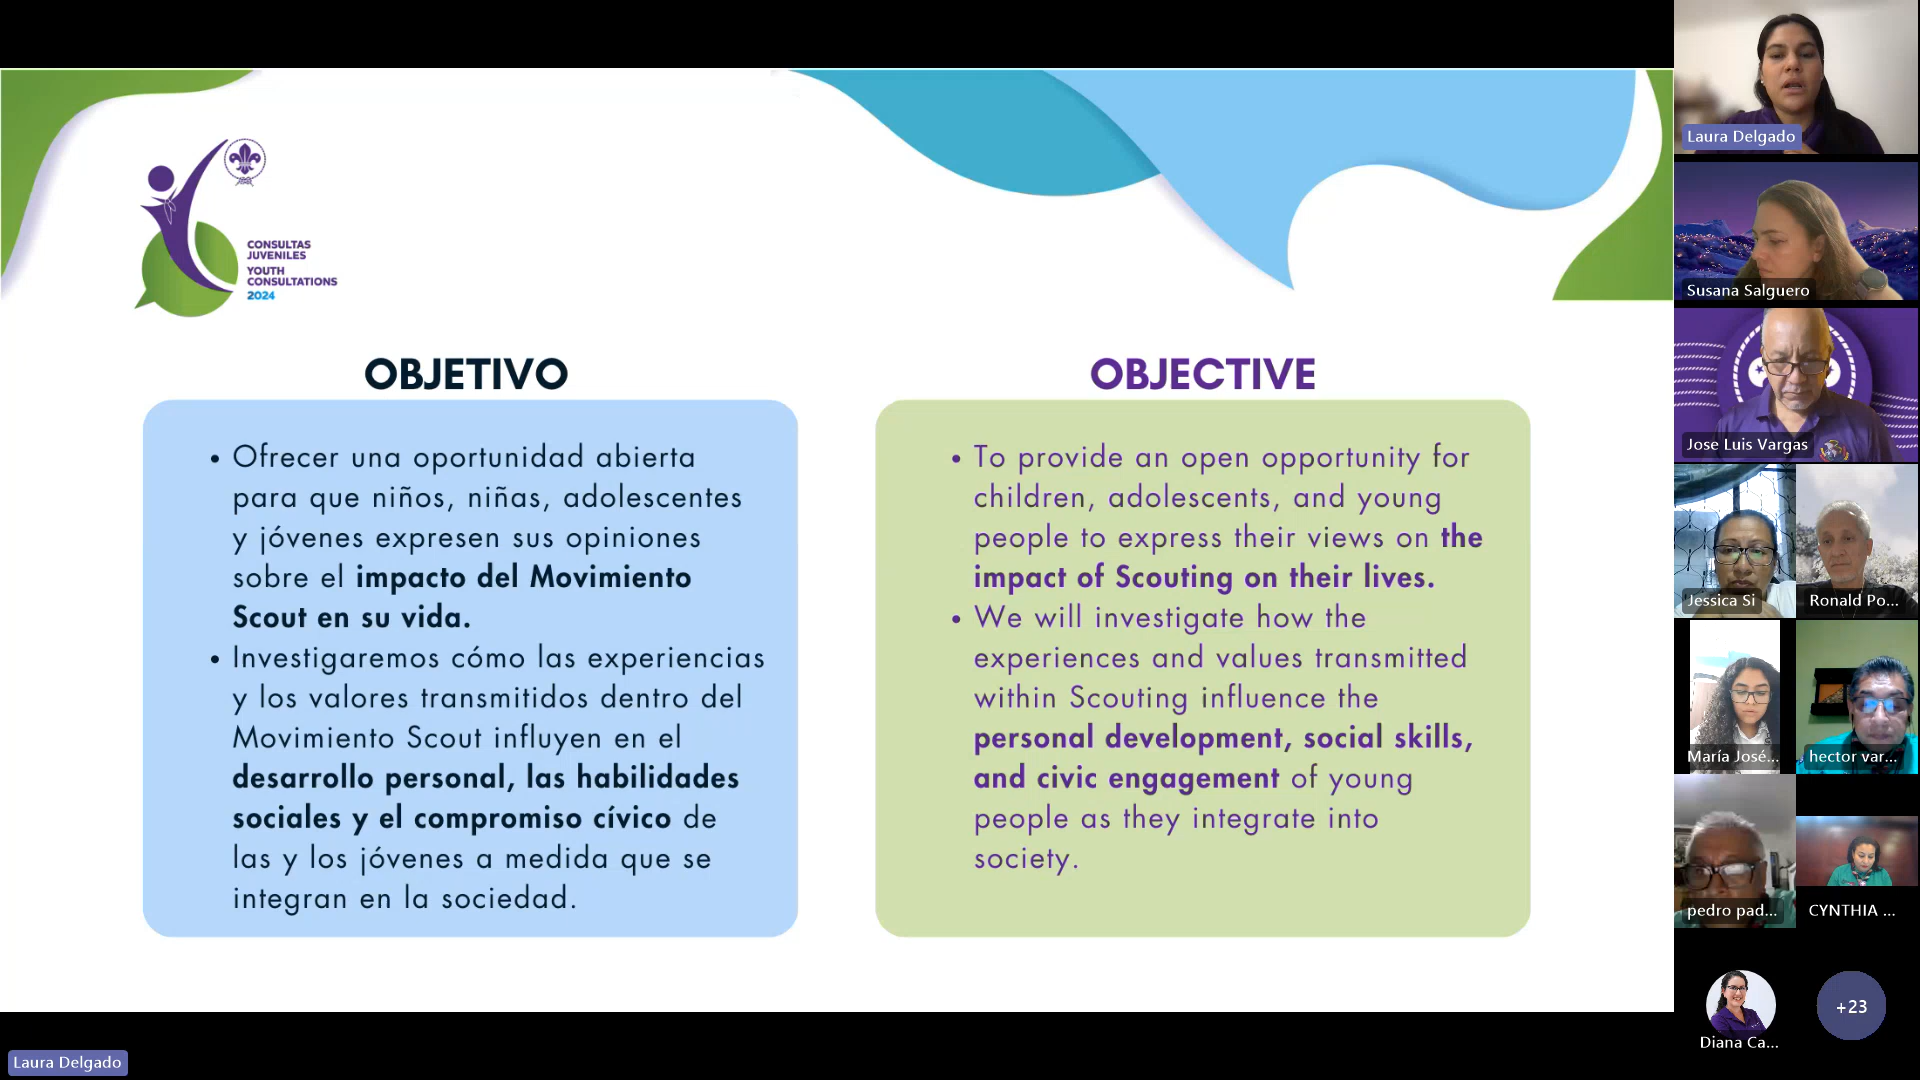 CONSULTAS
JUVENILES
YOUTH
CONSULTATIONS
2024
OBJETIVO
• Ofrecer una oportunidad abierta
para que niños, niñas, adolescentes
y jóvenes expresen sus opiniones
sobre el impacto del Movimiento
Scout en su vida.
• Investigaremos cómo las experiencias
y los valores transmitidos dentro del
Movimiento Scout influyen en el
desarrollo personal, las habilidades
sociales y el compromiso cívico de
las y los jóvenes a medida que se
integran en la sociedad.
OBJECTIVE
• To provide an open opportunity for
children, adolescents, and young
people to express their views on the
impact of Scouting on their lives.
• We will investigate how the
experiences and values transmitted
within Scouting influence the
personal development, social skills,
and civic engagement of young
people as they integrate into
society.
Laura Delgado
Susana Salguero
Jose Luis Vargas
Jessica Si
Ronald Po...
María José...
hector var...
pedro pad...
CYNTHIA ...
Diana Ca...
+23
Laura Delgado